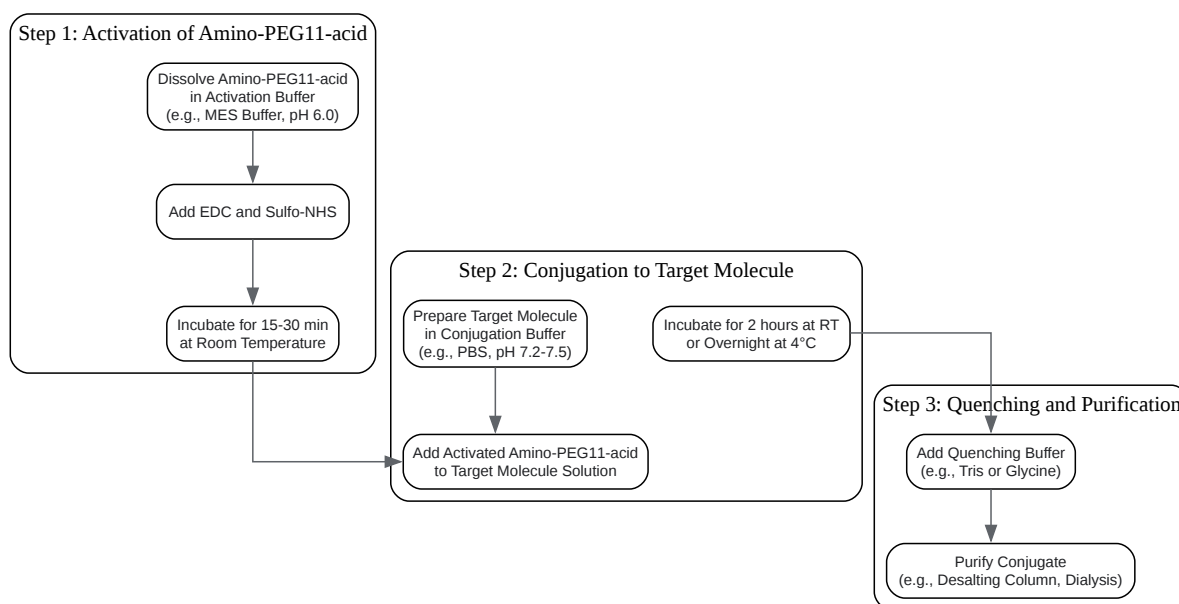 Step 1: Activation of Amino-PEG11-acid
Dissolve Amino-PEG11-acid
in Activation Buffer
(e.g., MES Buffer, pH 6.0)
Add EDC and Sulfo-NHS
Incubate for 15-30 min
at Room Temperature
Step 2: Conjugation to Target Molecule
Prepare Target Molecule
in Conjugation Buffer
(e.g., PBS, pH 7.2-7.5)
Add Activated Amino-PEG11-acid
to Target Molecule Solution
Incubate for 2 hours at RT
or Overnight at 4°C
Step 3: Quenching and Purification
Add Quenching Buffer
(e.g., Tris or Glycine)
Purify Conjugate
(e.g., Desalting Column, Dialysis)